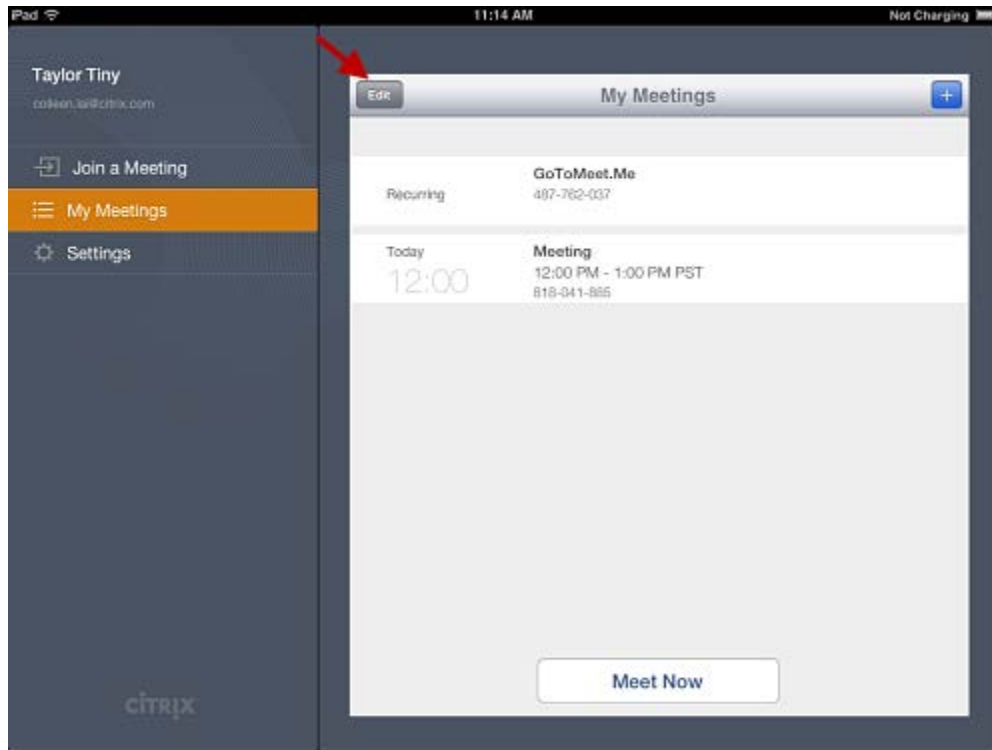 iPad
11:14 AM
Not Charging
Taylor Tiny
Join a Meeting
My Meetings
Settings
CİTRIX
Edit
My Meetings
+
Recurring
GoToMeet.Me
487-762-037
Today
12:00
Meeting
12:00 PM - 1:00 PM PST
818-041-885
Meet Now